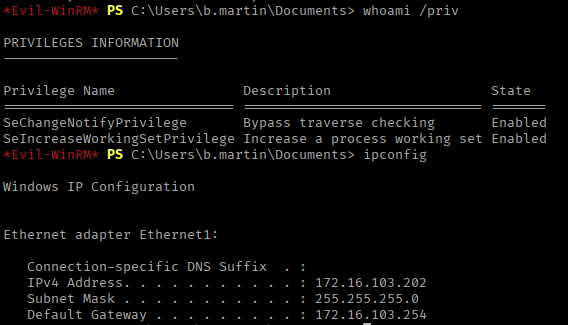 *Evil-WinRM* PS C:\Users\b.martin\Documents> whoami /priv
PRIVILEGES INFORMATION
----------------------
Privilege Name                Description                    State
============================= ============================== =======
SeChangeNotifyPrivilege       Bypass traverse checking       Enabled
SeIncreaseWorkingSetPrivilege Increase a process working set Enabled
*Evil-WinRM* PS C:\Users\b.martin\Documents> ipconfig
Windows IP Configuration
Ethernet adapter Ethernet1:
   Connection-specific DNS Suffix  . :
   IPv4 Address. . . . . . . . . . . : 172.16.103.202
   Subnet Mask . . . . . . . . . . . : 255.255.255.0
   Default Gateway . . . . . . . . . : 172.16.103.254